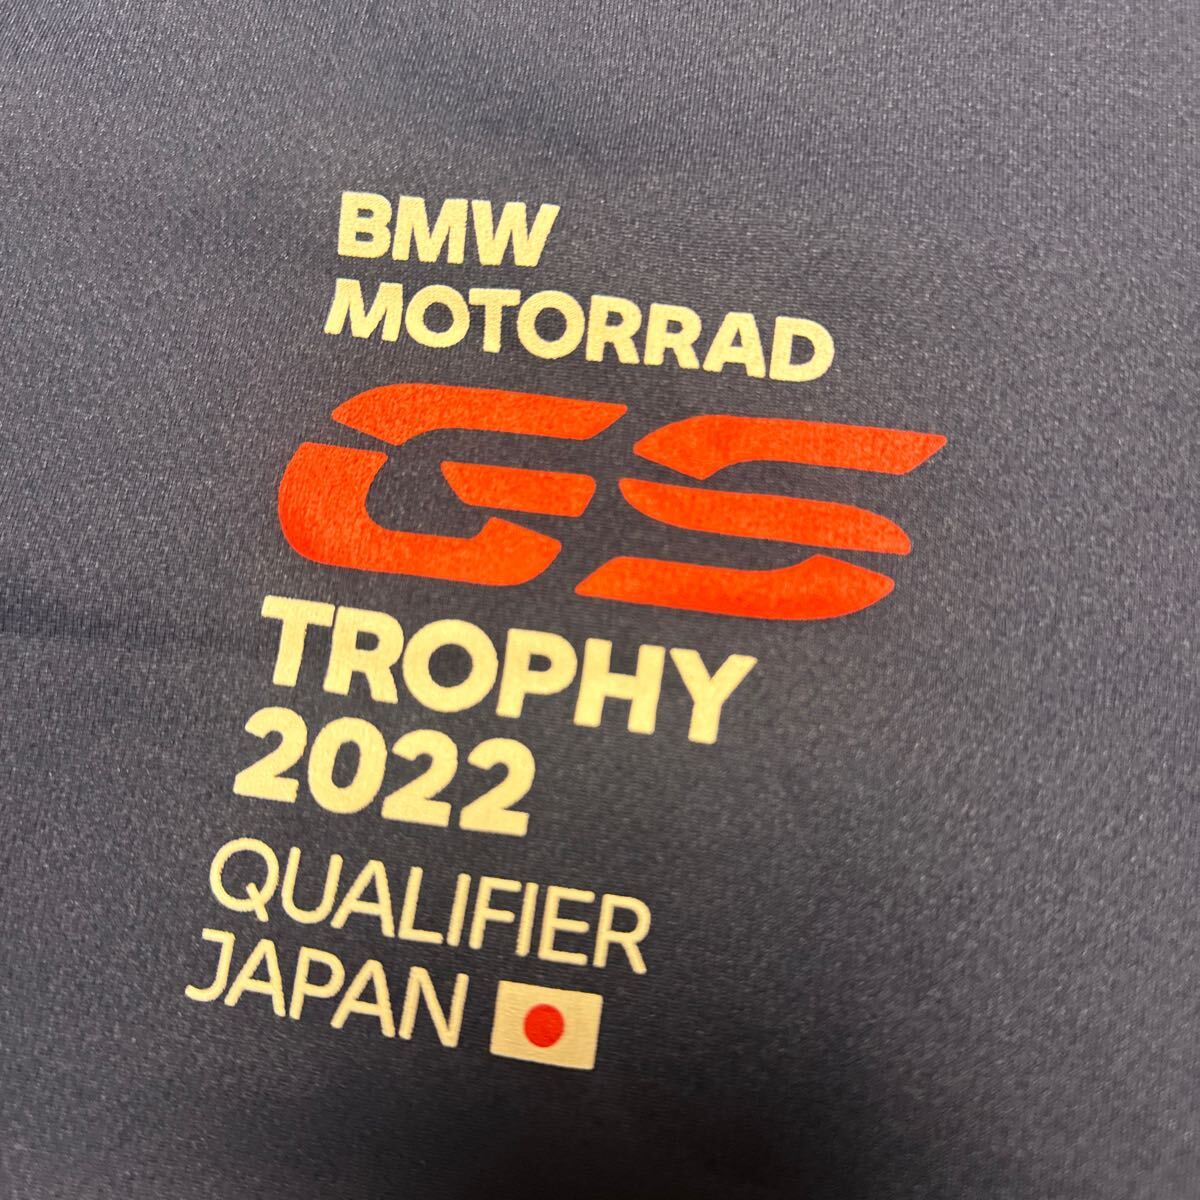 BMW
MOTORRAD
GS
TROPHY
2022
QUALIFIER
JAPAN